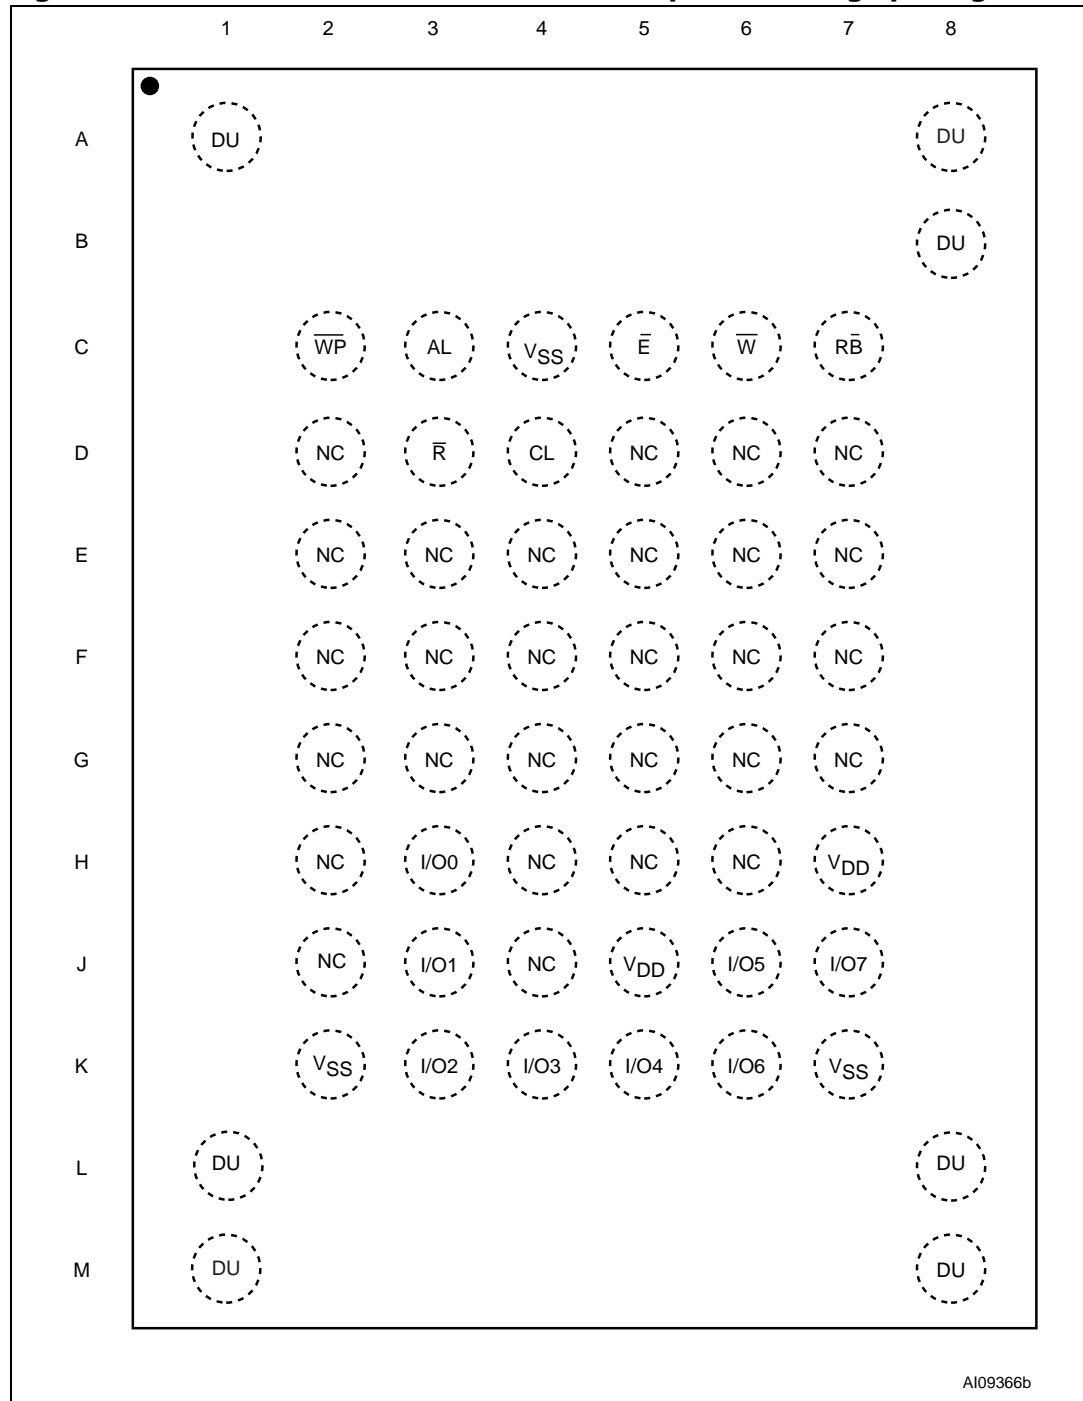 1 2 3 4 5 6 7 8
A DU DU
B DU
C W̅P̅ AL VSS E̅ W̅ RB̅
D NC R̅ CL NC NC NC
E NC NC NC NC NC NC
F NC NC NC NC NC NC
G NC NC NC NC NC NC
H NC I/O0 NC NC NC VDD
J NC I/O1 NC VDD I/O5 I/O7
K VSS I/O2 I/O3 I/O4 I/O6 VSS
L DU DU
M DU DU
AI09366b